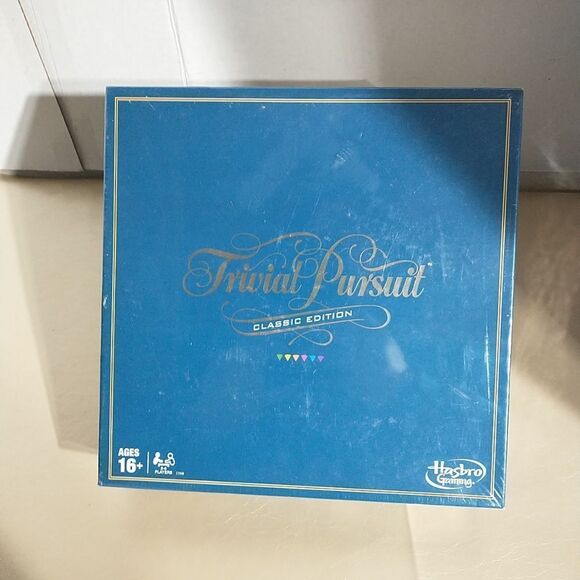 Trivial Pursuit
CLASSIC EDITION
AGES
16+
PLAYERS
Hasbro
Gaming